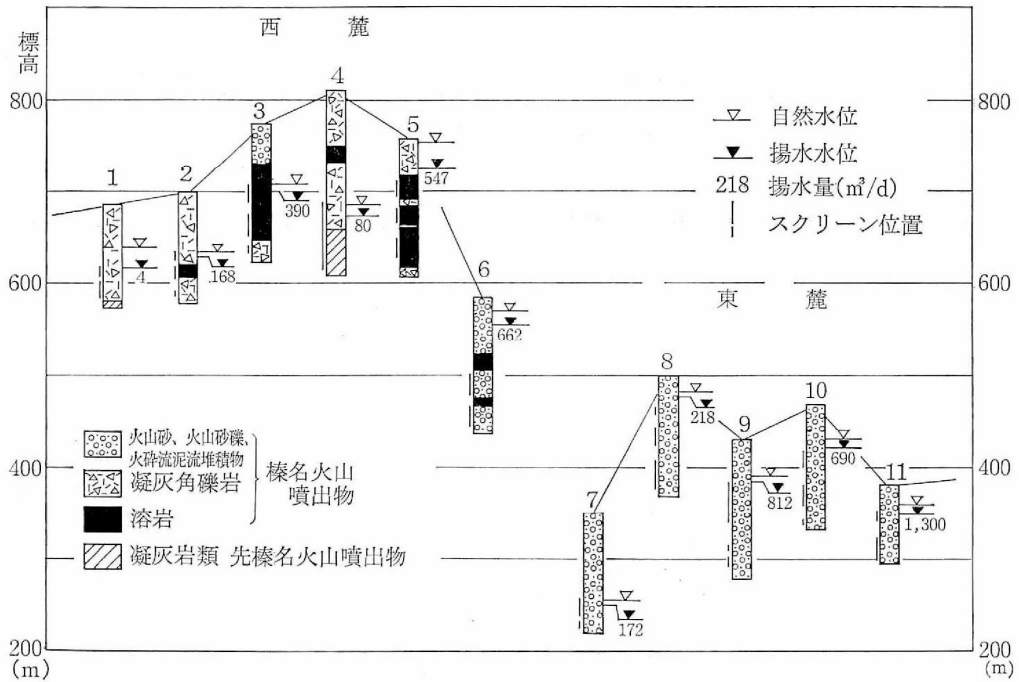 西麓
標高
800
800
600
600
400
400
200
200
(m)
(m)
1
2
3
4
5
6
7
8
9
10
11
4
168
390
80
547
662
172
218
812
690
1,300
自然水位
揚水水位
218 揚水量(m³/d)
スクリーン位置
東麓
火山砂、火山砂礫、
火砕流泥流堆積物
凝灰角礫岩
溶岩
榛名火山
噴出物
凝灰岩類 先榛名火山噴出物